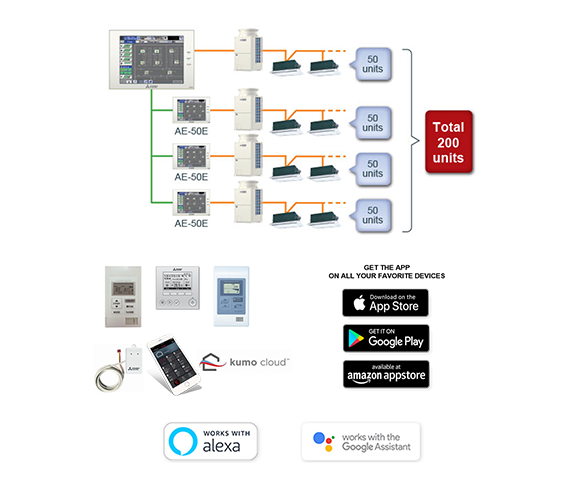 50
units
AE-50E
50
units
AE-50E
50
units
AE-50E
50
units
Total
200
units
GET THE APP
ON ALL YOUR FAVORITE DEVICES
Download on the
App Store
GET IT ON
Google Play
available at
amazon appstore
kumo cloud™
WORKS WITH
alexa
works with the
Google Assistant